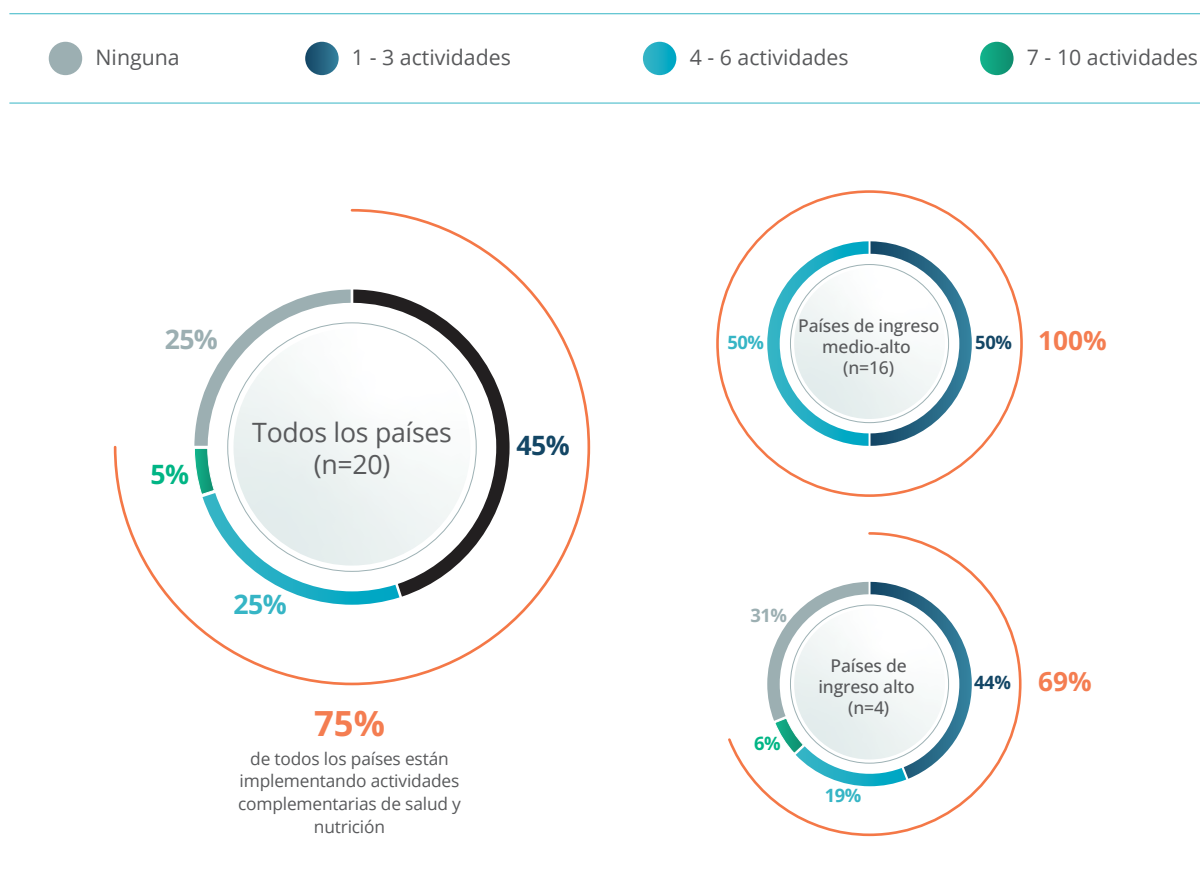 Ninguna
1 - 3 actividades
4 - 6 actividades
7 - 10 actividades
25%
5%
25%
45%
Todos los países
(n=20)
75%
de todos los países están
implementando actividades
complementarias de salud y
nutrición
50%
Países de ingreso
medio-alto
(n=16)
50%
100%
31%
6%
19%
44%
Países de
ingreso alto
(n=4)
69%